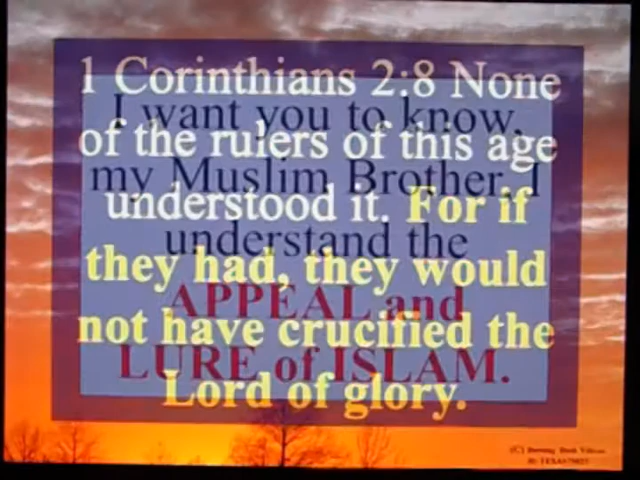 1 Corinthians 2:8 None
I want you to know,
of the rulers of this age
my Muslim Brother, I
understood it. For if
understand the
they had, they would
APPEAL and
not have crucified the
LURE of ISLAM.
Lord of glory.